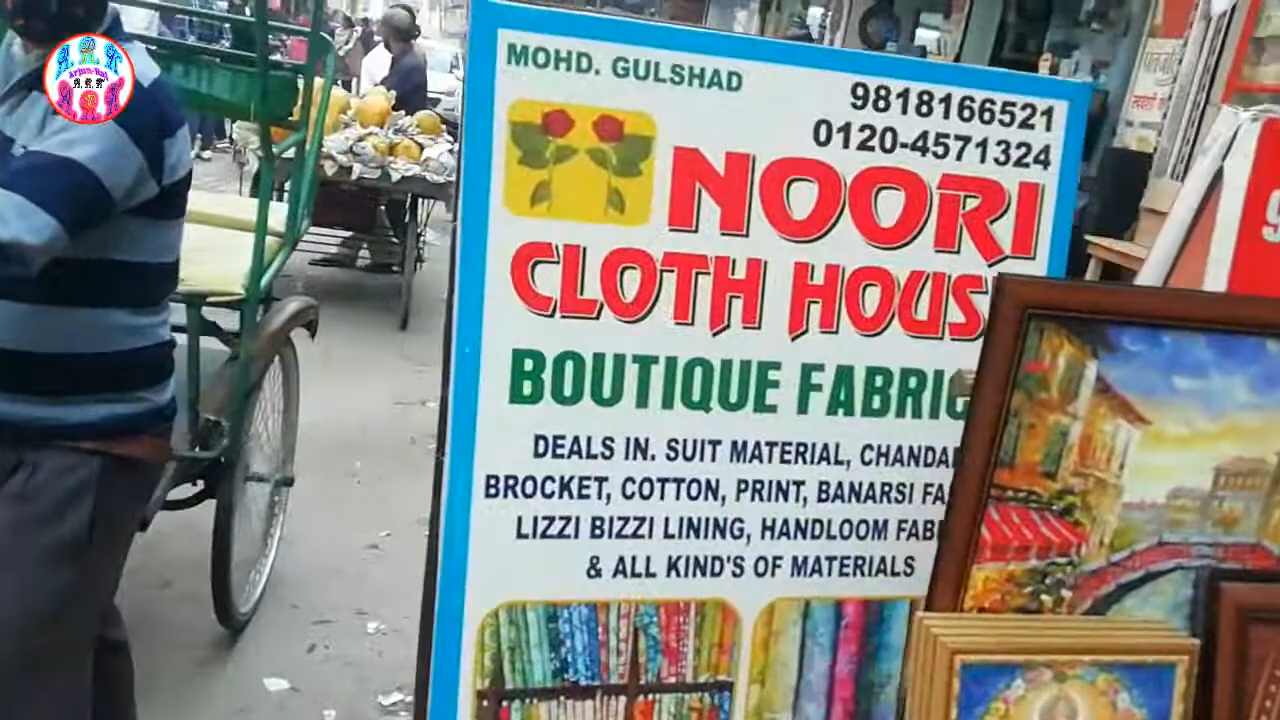 MOHD. GULSHAD
9818166521
0120-4571324
NOORI
CLOTH HOUS
BOUTIQUE FABRIC
DEALS IN. SUIT MATERIAL, CHANDA
BROCKET, COTTON, PRINT, BANARSI FA
LIZZI BIZZI LINING, HANDLOOM FAB
& ALL KIND'S OF MATERIALS
9